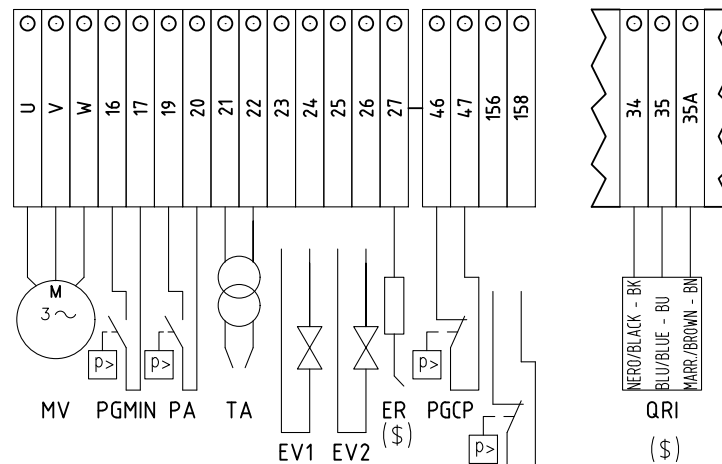 U V W 16 17 19 20 21 22 23 24 25 26 27 46 47 156 158 34 35 35A
M
3~
NERO/BLACK - BK
BLU/BLUE - BU
MARR./BROWN - BN
p> p> p>
MV PGMIN PA TA ER PGCP QRI
($) ($)
EV1 EV2 p>